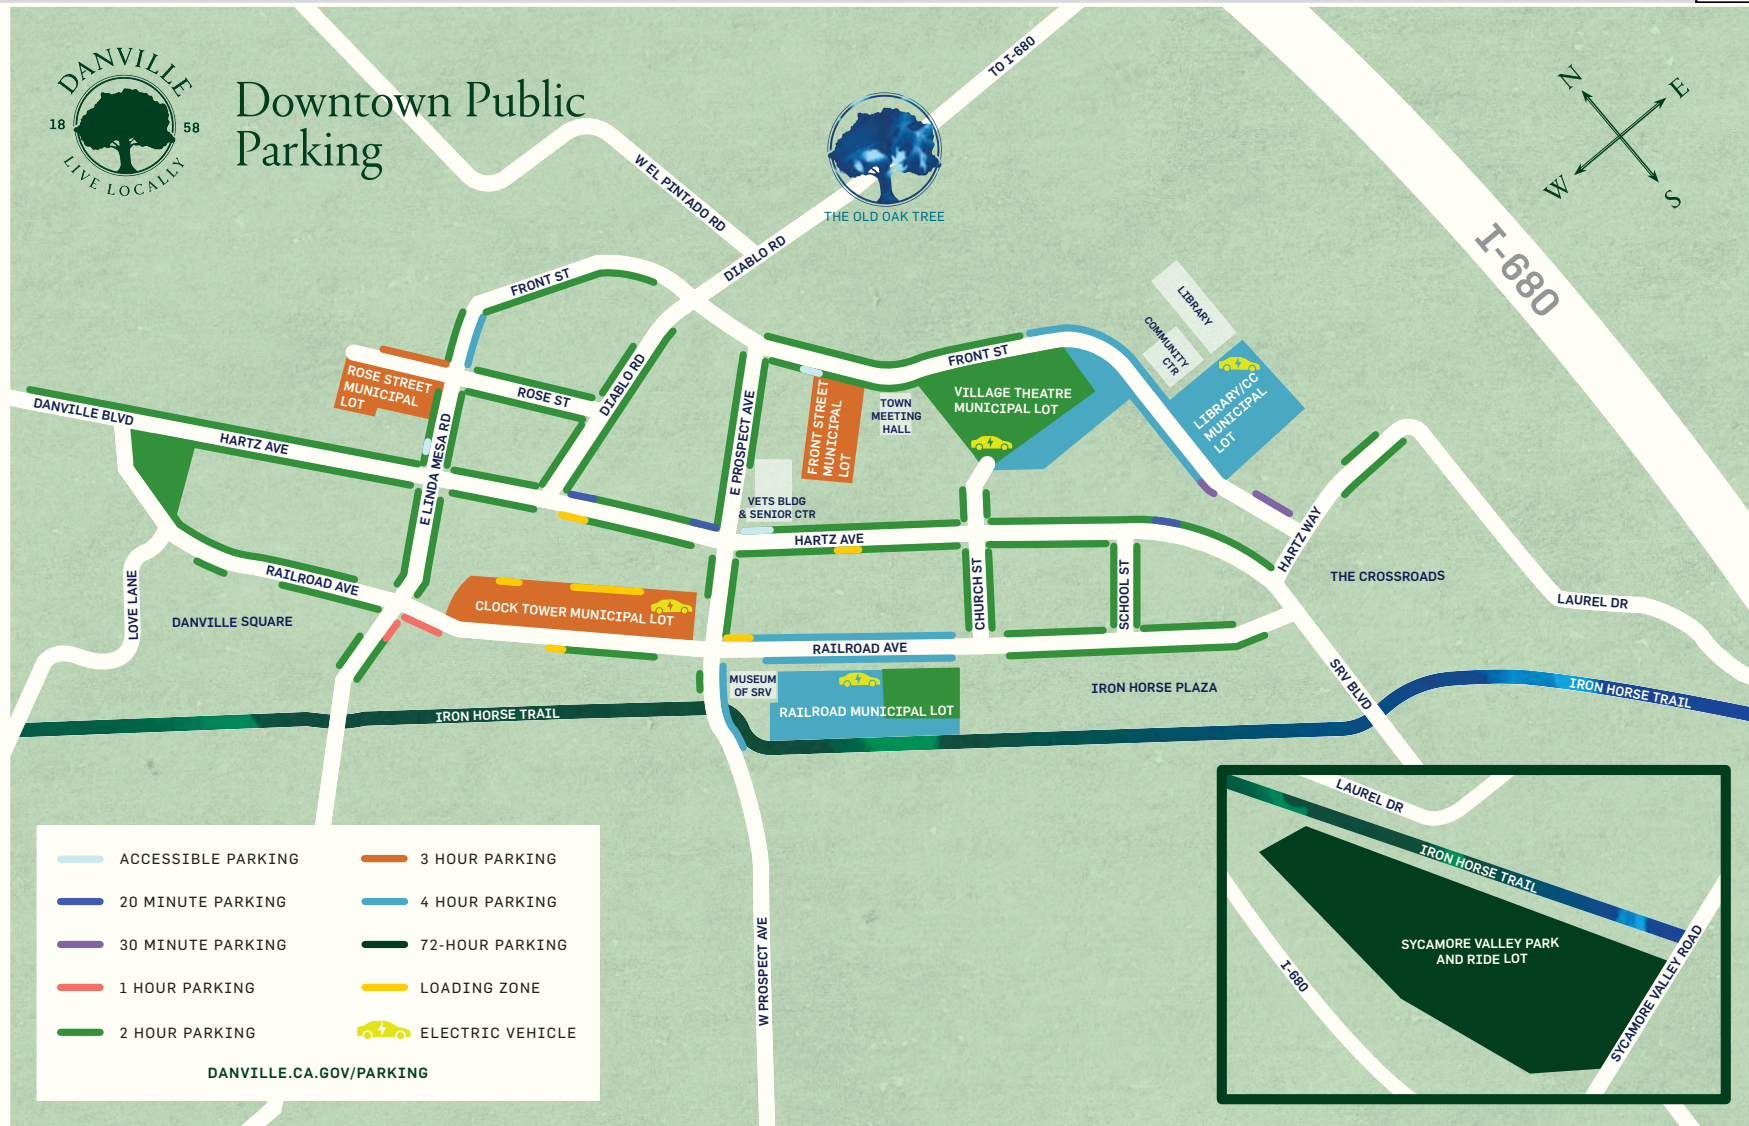 DANVILLE
18 58
LIVE LOCALLY
Downtown Public
Parking
W EL PINTADO RD
TO I-680
THE OLD OAK TREE
DIABLO RD
N
E
W
S
I-680
FRONT ST
LIBRARY
COMMUNITY
CTR
LIBRARY/CC
MUNICIPAL
LOT
ROSE STREET
MUNICIPAL
LOT
ROSE ST
DIABLO RD
FRONT ST
VILLAGE THEATRE
MUNICIPAL LOT
TOWN
MEETING
HALL
FRONT STREET
MUNICIPAL
LOT
E PROSPECT AVE
DANVILLE BLVD
HARTZ AVE
E LINDA MESA RD
VETS BLDG
& SENIOR CTR
HARTZ AVE
HARTZ WAY
THE CROSSROADS
LAUREL DR
CHURCH ST
SCHOOL ST
RAILROAD AVE
LOVE LANE
DANVILLE SQUARE
CLOCK TOWER MUNICIPAL LOT
RAILROAD AVE
MUSEUM
OF SRV
RAILROAD MUNICIPAL LOT
IRON HORSE PLAZA
SRV BLVD
IRON HORSE TRAIL
IRON HORSE TRAIL
W PROSPECT AVE
ACCESSIBLE PARKING
20 MINUTE PARKING
30 MINUTE PARKING
1 HOUR PARKING
2 HOUR PARKING
3 HOUR PARKING
4 HOUR PARKING
72-HOUR PARKING
LOADING ZONE
ELECTRIC VEHICLE
DANVILLE.CA.GOV/PARKING
LAUREL DR
IRON HORSE TRAIL
SYCAMORE VALLEY PARK
AND RIDE LOT
I-680
SYCAMORE VALLEY ROAD